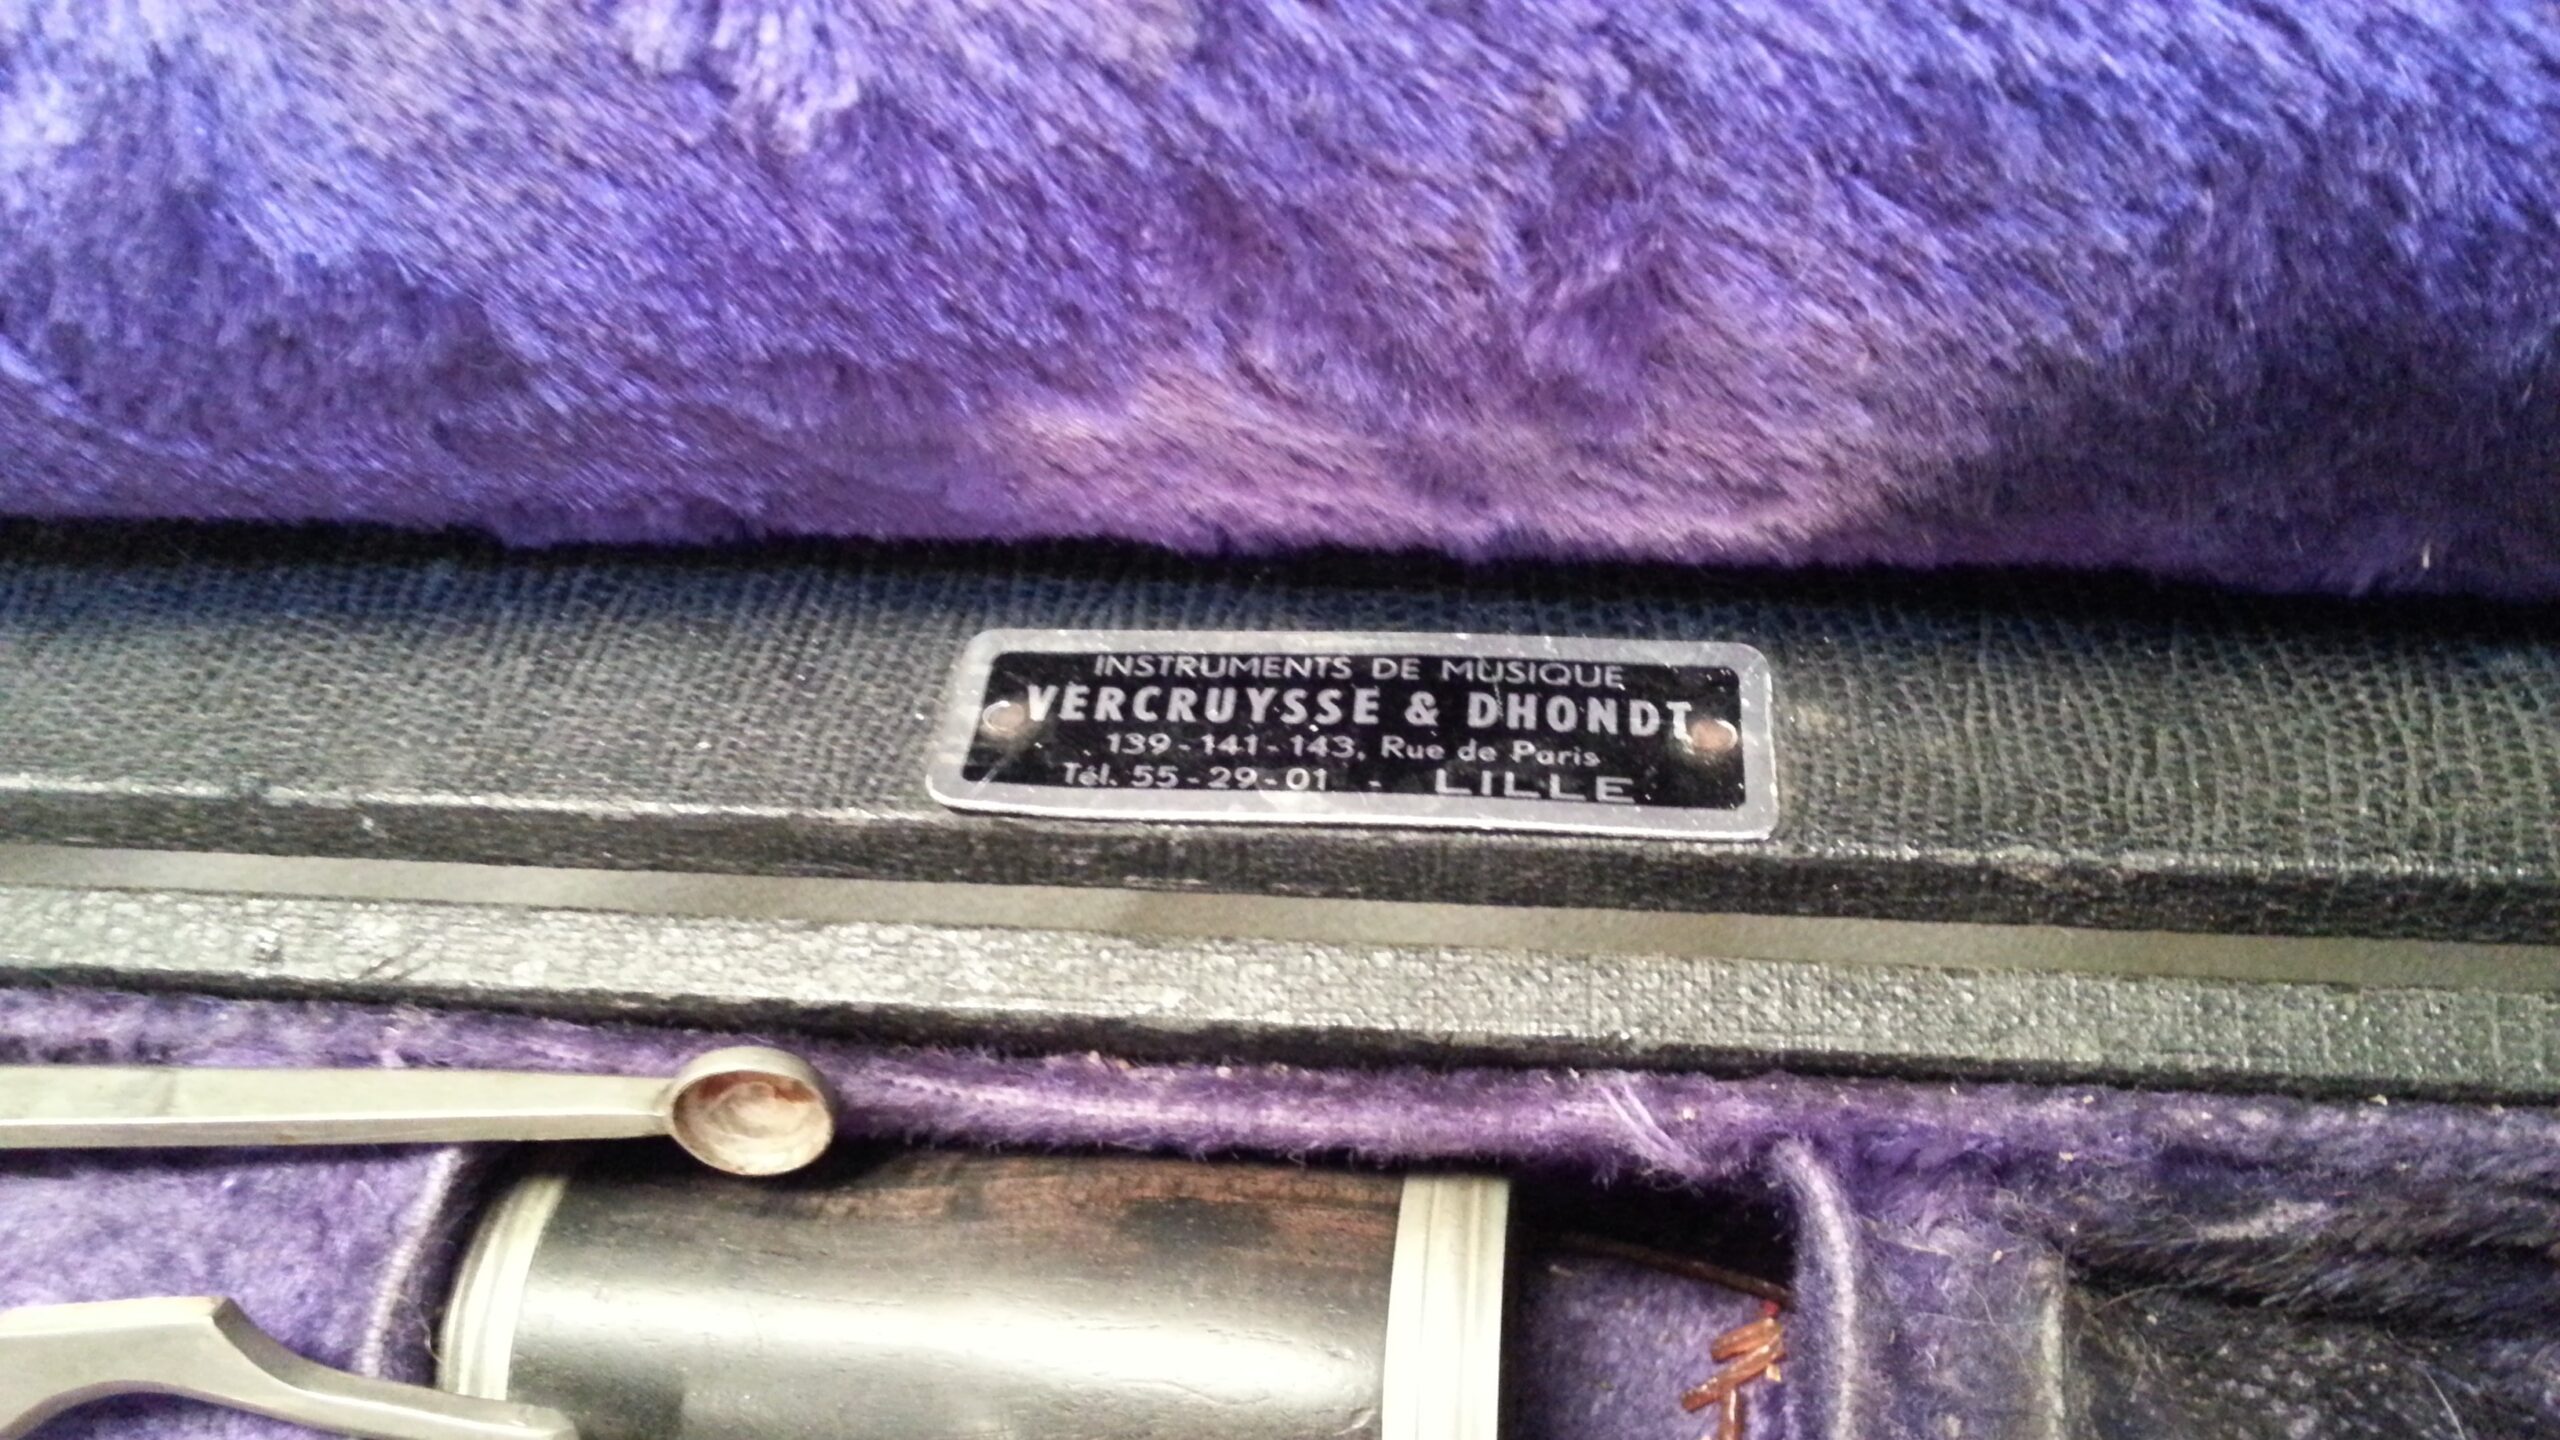 INSTRUMENTS DE MUSIQUE
VERCRUYSSE & DHONDT
139-141-143, Rue de Paris
Tél. 55-29-01 - LILLE